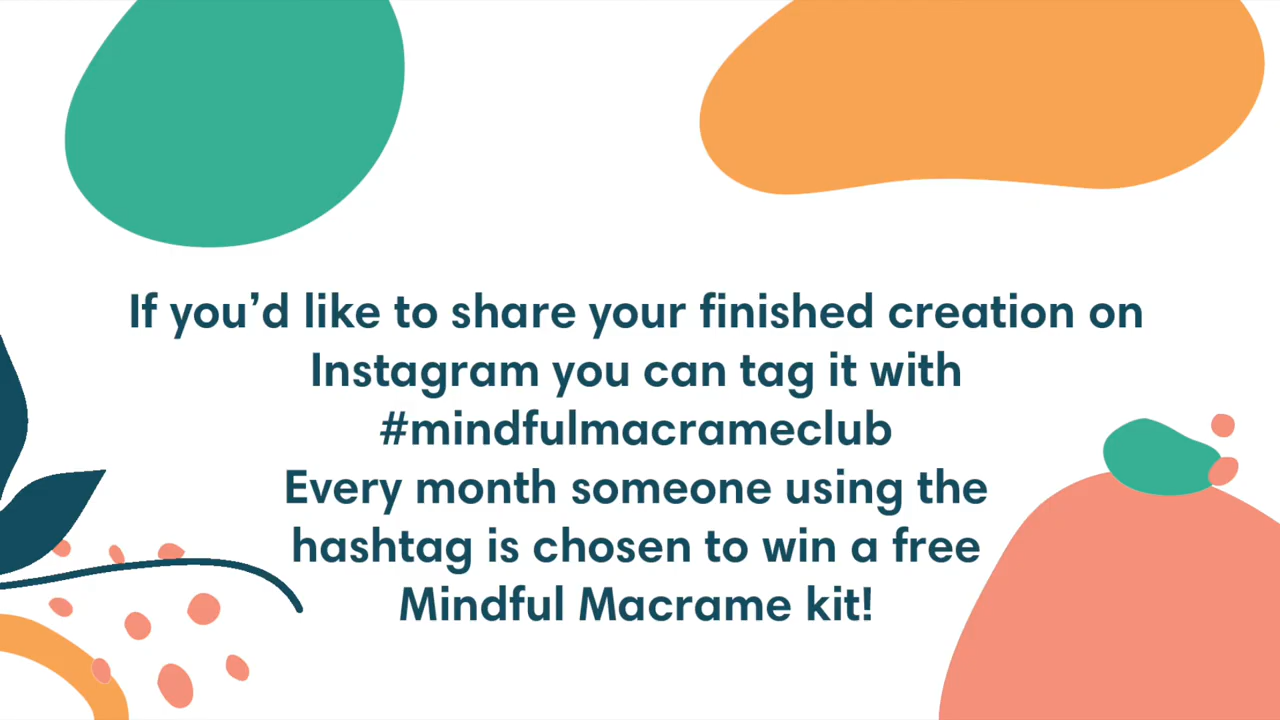 If you’d like to share your finished creation on
Instagram you can tag it with
#mindfulmacrameclub
Every month someone using the
hashtag is chosen to win a free
Mindful Macrame kit!